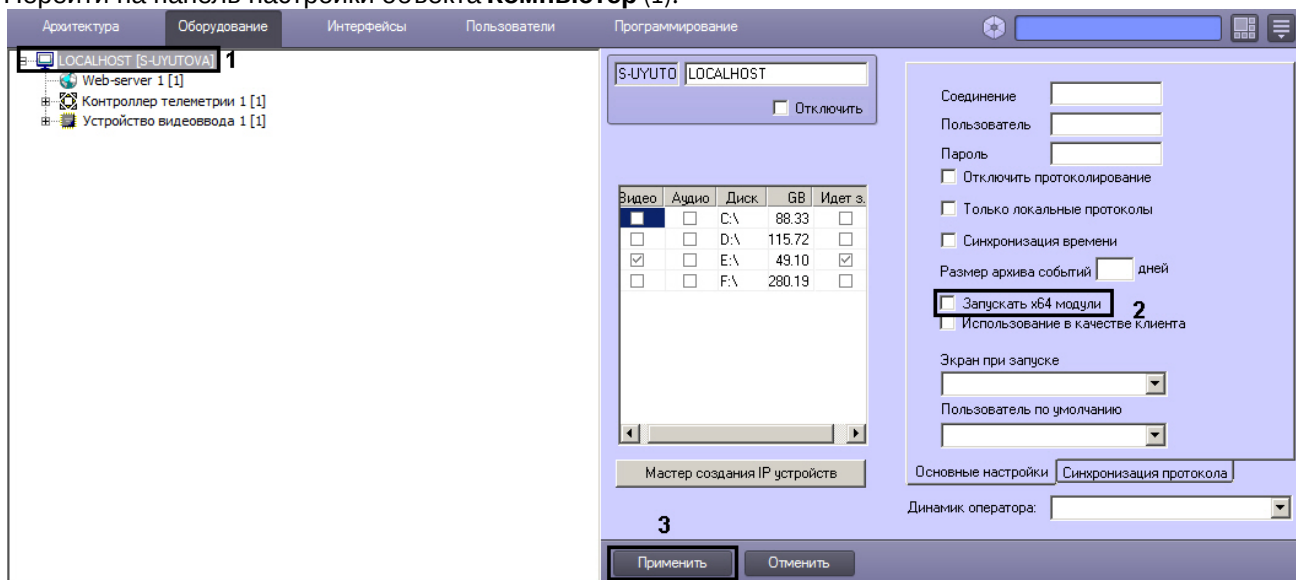 Перейти на панель настройки объекта Компьютер (1).
Архитектура Оборудование Интерфейсы Пользователи Программирование
LOCALHOST [S-UYUTOVA] 1
Web-server 1 [1]
Контроллер телеметрии 1 [1]
Устройство видеоввода 1 [1]
S-UYUTO LOCALHOST
Отключить
Видео Аудио Диск GB Идет з.
C:\ 88.33
D:\ 115.72
E:\ 49.10
F:\ 280.19
Мастер создания IP устройств
Соединение
Пользователь
Пароль
Отключить протоколирование
Только локальные протоколы
Синхронизация времени
Размер архива событий дней
Запускать x64 модули 2
Использование в качестве клиента
Экран при запуске
Пользователь по умолчанию
Основные настройки Синхронизация протокола
Динамик оператора:
3
Применить Отменить